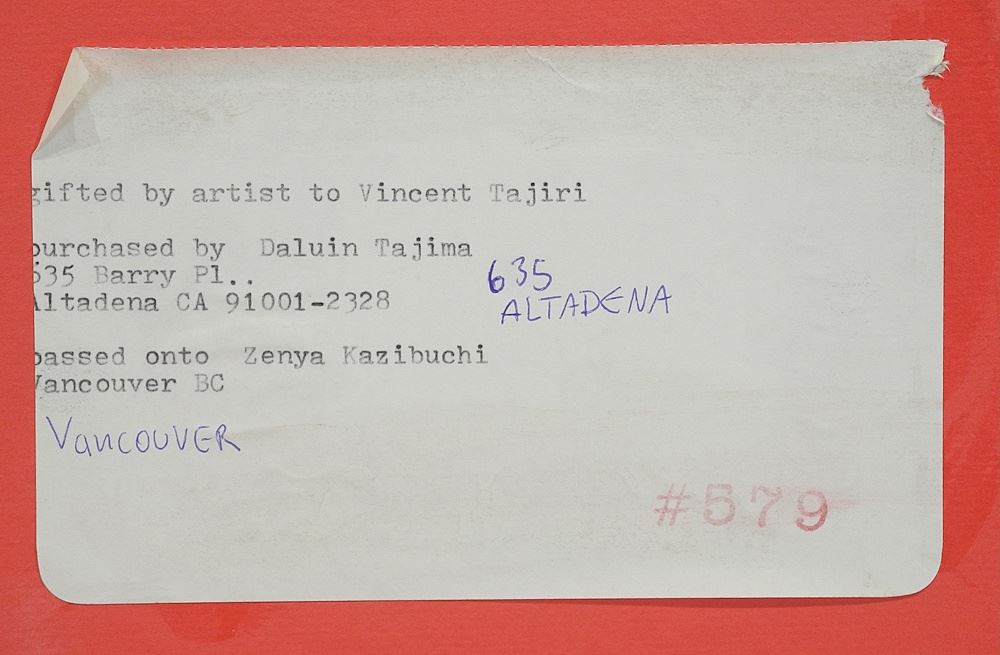 gifted by artist to Vincent Tajiri
purchased by Daluin Tajima
635 Barry Pl..
Altadena CA 91001-2328
635
ALTADENA
passed onto Zenya Kazibuchi
Vancouver BC
VancOUVER
#579